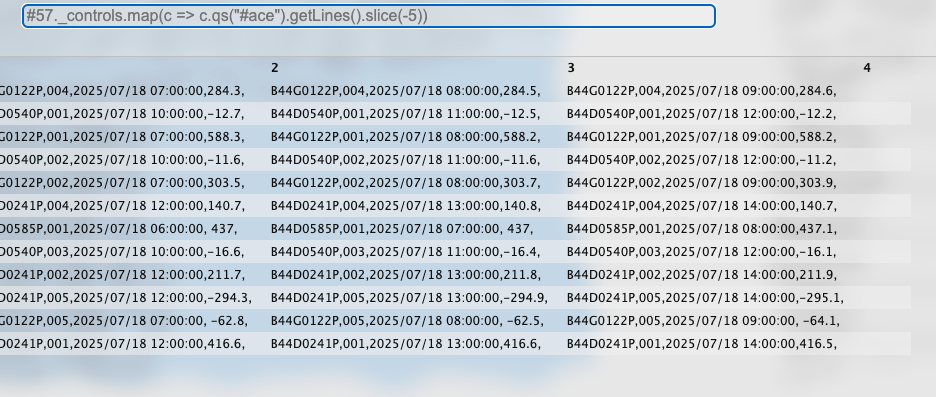 #57._controls.map(c => c.qs("#ace").getLines().slice(-5))
2 3 4
G0122P,004,2025/07/18 07:00:00,284.3, B44G0122P,004,2025/07/18 08:00:00,284.5, B44G0122P,004,2025/07/18 09:00:00,284.6,
D0540P,001,2025/07/18 10:00:00,-12.7, B44D0540P,001,2025/07/18 11:00:00,-12.5, B44D0540P,001,2025/07/18 12:00:00,-12.2,
G0122P,001,2025/07/18 07:00:00,588.3, B44G0122P,001,2025/07/18 08:00:00,588.2, B44G0122P,001,2025/07/18 09:00:00,588.2,
D0540P,002,2025/07/18 10:00:00,-11.6, B44D0540P,002,2025/07/18 11:00:00,-11.6, B44D0540P,002,2025/07/18 12:00:00,-11.2,
G0122P,002,2025/07/18 07:00:00,303.5, B44G0122P,002,2025/07/18 08:00:00,303.7, B44G0122P,002,2025/07/18 09:00:00,303.9,
D0241P,004,2025/07/18 12:00:00,140.7, B44D0241P,004,2025/07/18 13:00:00,140.8, B44D0241P,004,2025/07/18 14:00:00,140.7,
D0585P,001,2025/07/18 06:00:00, 437, B44D0585P,001,2025/07/18 07:00:00, 437, B44D0585P,001,2025/07/18 08:00:00,437.1,
D0540P,003,2025/07/18 10:00:00,-16.6, B44D0540P,003,2025/07/18 11:00:00,-16.4, B44D0540P,003,2025/07/18 12:00:00,-16.1,
D0241P,002,2025/07/18 12:00:00,211.7, B44D0241P,002,2025/07/18 13:00:00,211.8, B44D0241P,002,2025/07/18 14:00:00,211.9,
D0241P,005,2025/07/18 12:00:00,-294.3, B44D0241P,005,2025/07/18 13:00:00,-294.9, B44D0241P,005,2025/07/18 14:00:00,-295.1,
G0122P,005,2025/07/18 07:00:00, -62.8, B44G0122P,005,2025/07/18 08:00:00, -62.5, B44G0122P,005,2025/07/18 09:00:00, -64.1,
D0241P,001,2025/07/18 12:00:00,416.6, B44D0241P,001,2025/07/18 13:00:00,416.6, B44D0241P,001,2025/07/18 14:00:00,416.5,